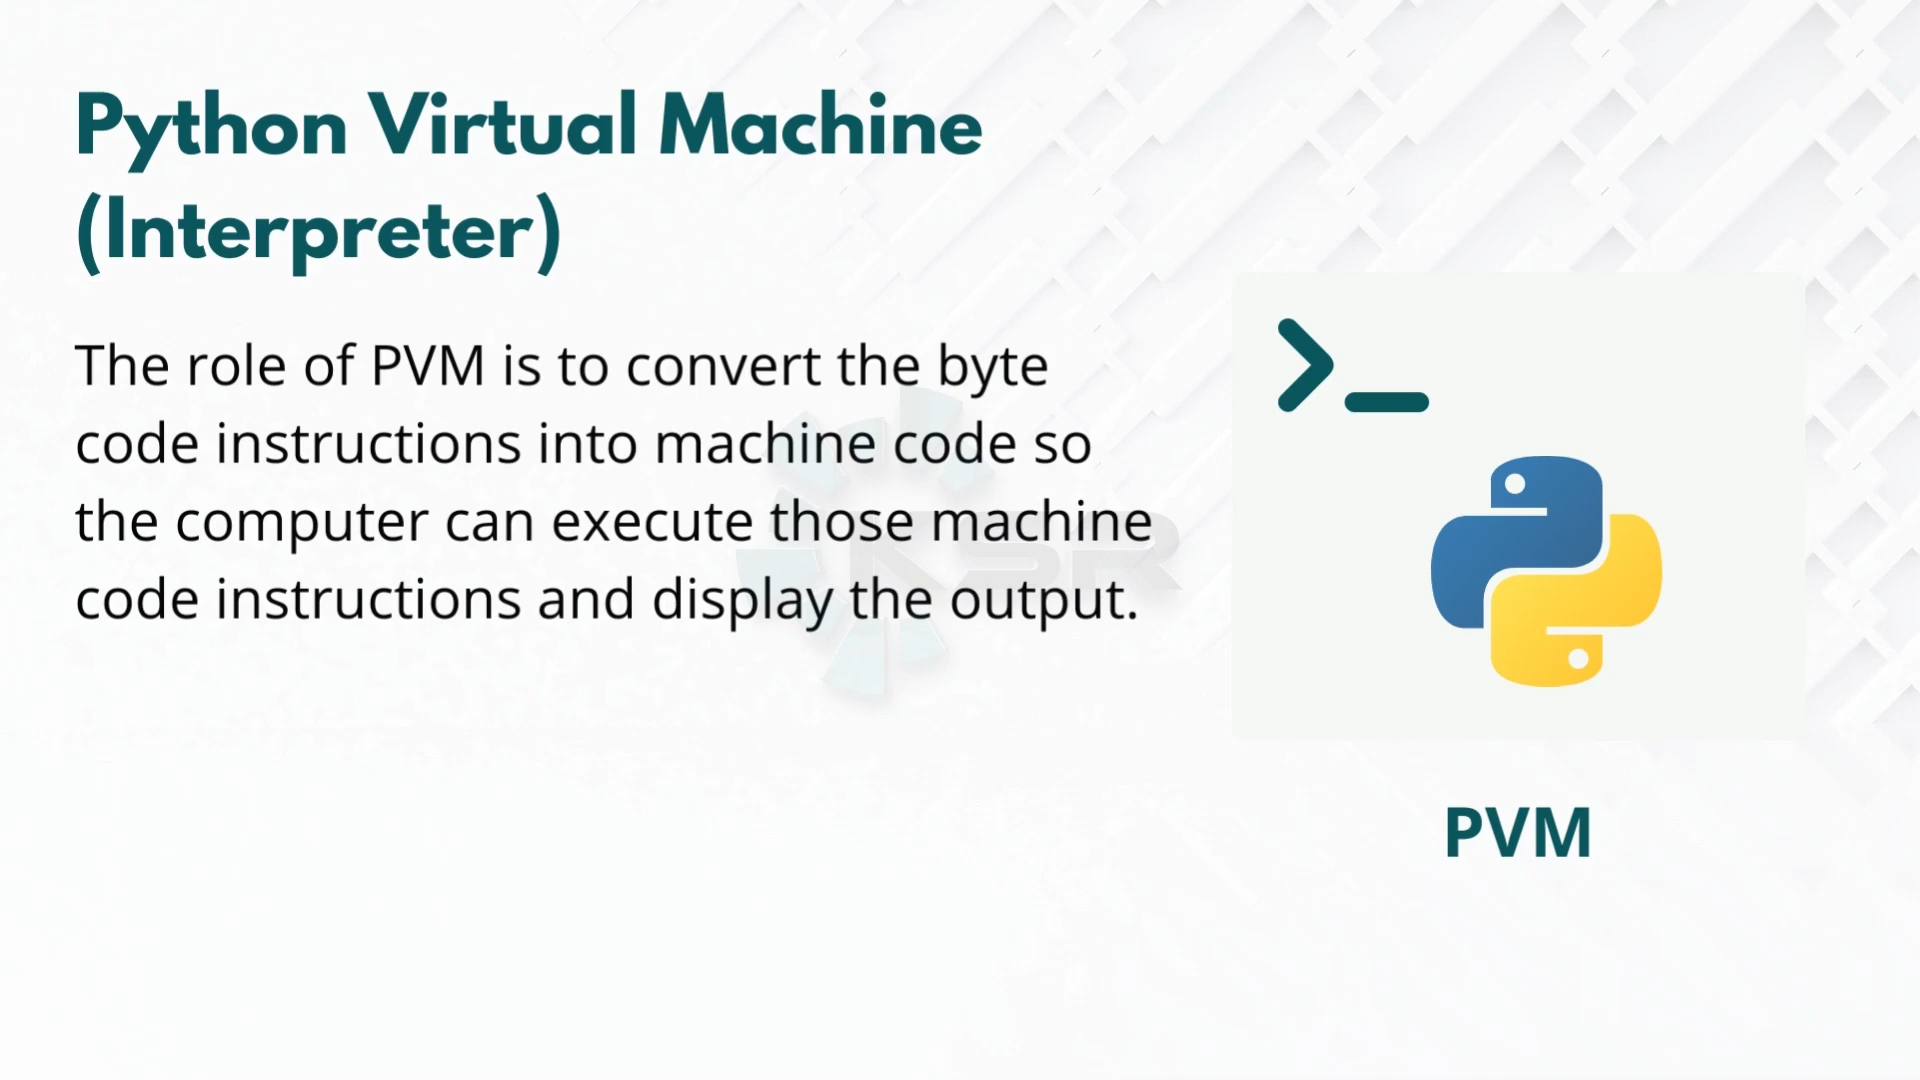 Python Virtual Machine
(Interpreter)
The role of PVM is to convert the byte
code instructions into machine code so
the computer can execute those machine
code instructions and display the output.
KSR
PVM